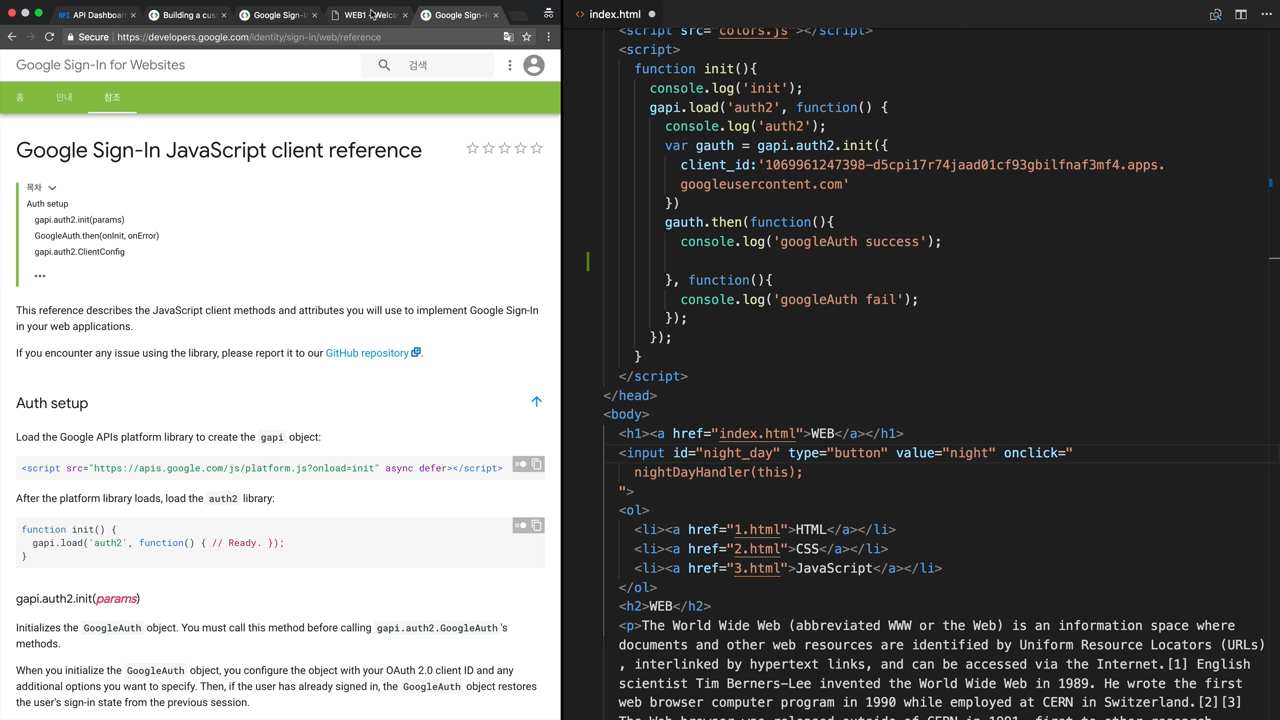 API Dashboar
Building a cus
Google Sign-I
WEB1 - Welco
Google Sign-I
index.html
Secure
https://developers.google.com/identity/sign-in/web/reference
Google Sign-In for Websites
검색
홈
안내
참조
Google Sign-In JavaScript client reference
목차
Auth setup
gapi.auth2.init(params)
GoogleAuth.then(onInit, onError)
gapi.auth2.ClientConfig
•••
This reference describes the JavaScript client methods and attributes you will use to implement Google Sign-In
in your web applications.
If you encounter any issue using the library, please report it to our GitHub repository.
Auth setup
Load the Google APIs platform library to create the gapi object:
<script src="https://apis.google.com/js/platform.js?onload=init" async defer></script>
After the platform library loads, load the auth2 library:
function init() {
gapi.load('auth2', function() { // Ready. });
}
gapi.auth2.init(params)
Initializes the GoogleAuth object. You must call this method before calling gapi.auth2.GoogleAuth's
methods.
When you initialize the GoogleAuth object, you configure the object with your OAuth 2.0 client ID and any
additional options you want to specify. Then, if the user has already signed in, the GoogleAuth object restores
the user's sign-in state from the previous session.
<script src="colors.js"></script>
<script>
function init(){
console.log('init');
gapi.load('auth2', function() {
console.log('auth2');
var gauth = gapi.auth2.init({
client_id:'1069961247398-d5cpi17r74jaad01cf93gbilfnaf3mf4.apps.
googleusercontent.com'
})
gauth.then(function(){
console.log('googleAuth success');
}, function(){
console.log('googleAuth fail');
});
});
}
</script>
</head>
<body>
<h1><a href="index.html">WEB</a></h1>
<input id="night_day" type="button" value="night" onclick="
nightDayHandler(this);
">
<ol>
<li><a href="1.html">HTML</a></li>
<li><a href="2.html">CSS</a></li>
<li><a href="3.html">JavaScript</a></li>
</ol>
<h2>WEB</h2>
<p>The World Wide Web (abbreviated WWW or the Web) is an information space where
documents and other web resources are identified by Uniform Resource Locators (URLs)
, interlinked by hypertext links, and can be accessed via the Internet.[1] English
scientist Tim Berners-Lee invented the World Wide Web in 1989. He wrote the first
web browser computer program in 1990 while employed at CERN in Switzerland.[2][3]
The Web browser was released outside of CERN in 1991, first to other research